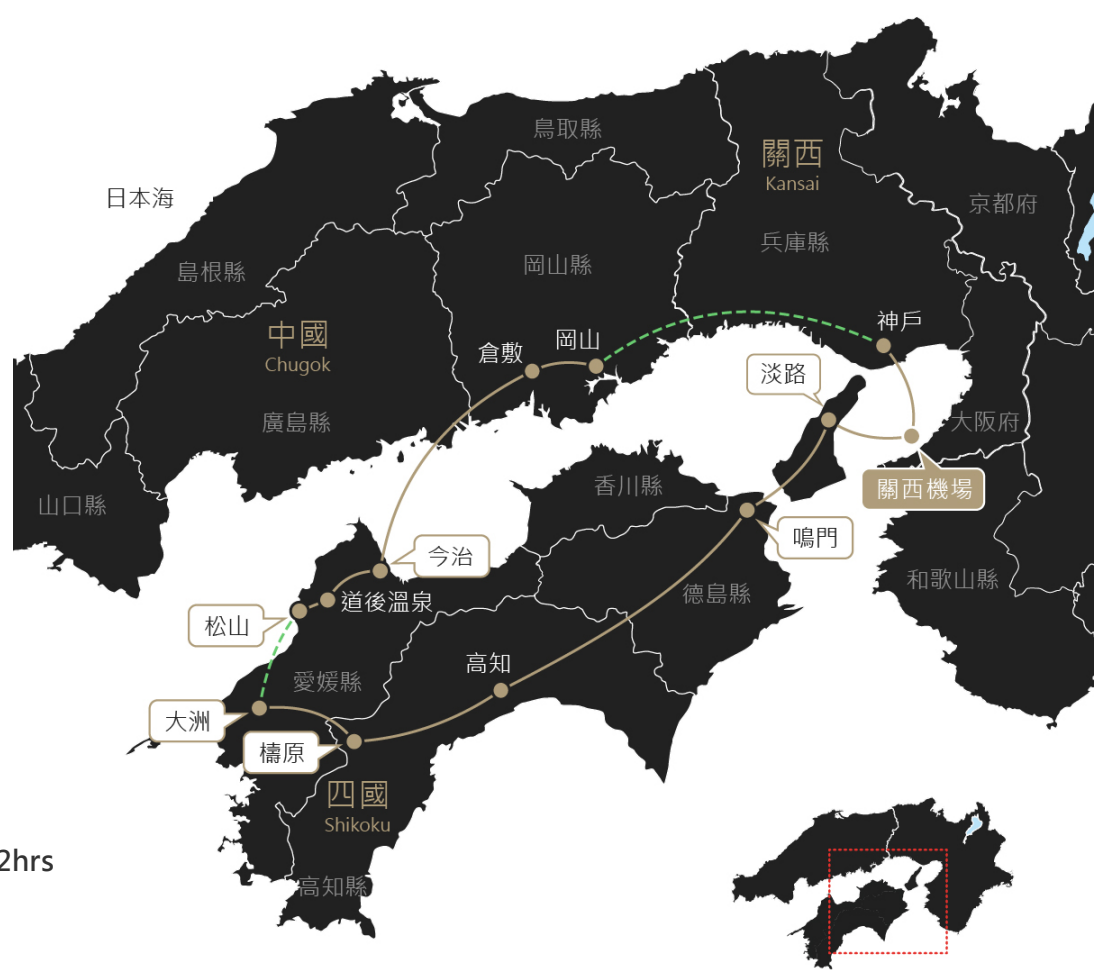 鳥取縣
關西
Kansai
日本海
京都府
兵庫縣
岡山縣
島根縣
中國
Chugok
神戶
岡山
倉敷
淡路
廣島縣
大阪府
香川縣
關西機場
山口縣
鳴門
今治
和歌山縣
德島縣
道後溫泉
松山
高知
愛媛縣
大洲
檮原
四國
Shikoku
2hrs
高知縣